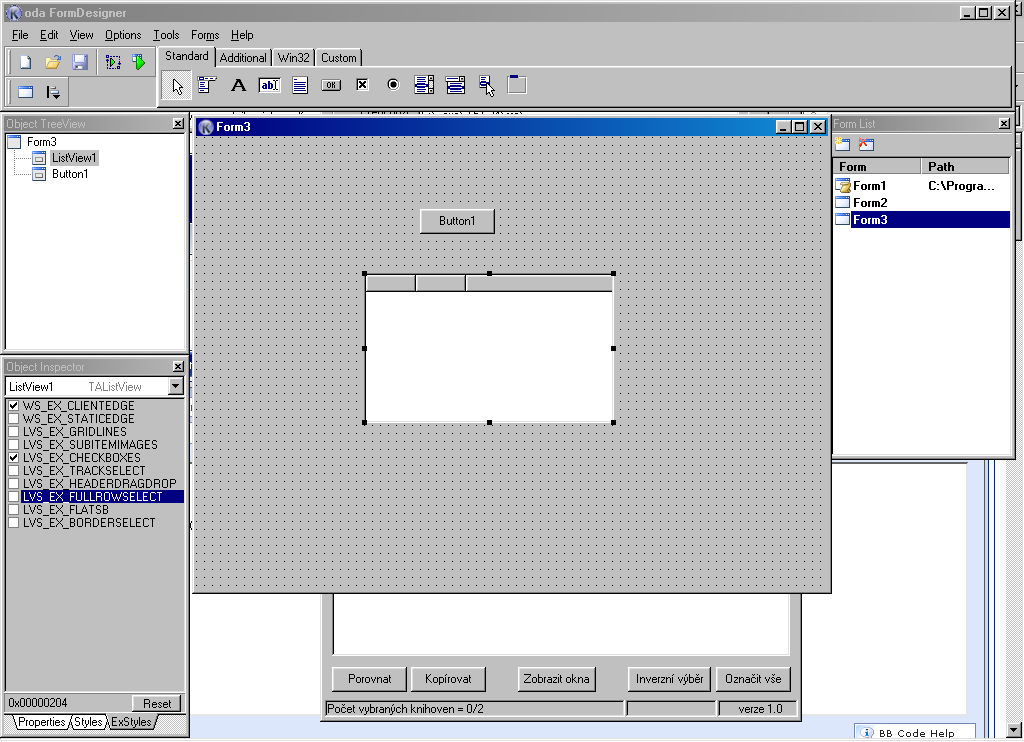 Koda FormDesigner
File Edit View Options Tools Forms Help
Standard Additional Win32 Custom
A ab OK
Object TreeView
Form3
ListView1
Button1
Form3
Button1
Form List
Form Path
Form1 C:\Progra...
Form2
Form3
Object Inspector
ListView1 TAListView
WS_EX_CLIENTEDGE
WS_EX_STATICEDGE
LVS_EX_GRIDLINES
LVS_EX_SUBITEMIMAGES
LVS_EX_CHECKBOXES
LVS_EX_TRACKSELECT
LVS_EX_HEADERDRAGDROP
LVS_EX_FULLROWSELECT
LVS_EX_FLATSB
LVS_EX_BORDERSELECT
0x00000204 Reset
Properties Styles ExStyles
Porovnat Kopírovat Zobrazit okna Inverzní výběr Označit vše
Počet vybraných knihoven = 0/2 verze 1.0
BB Code Help